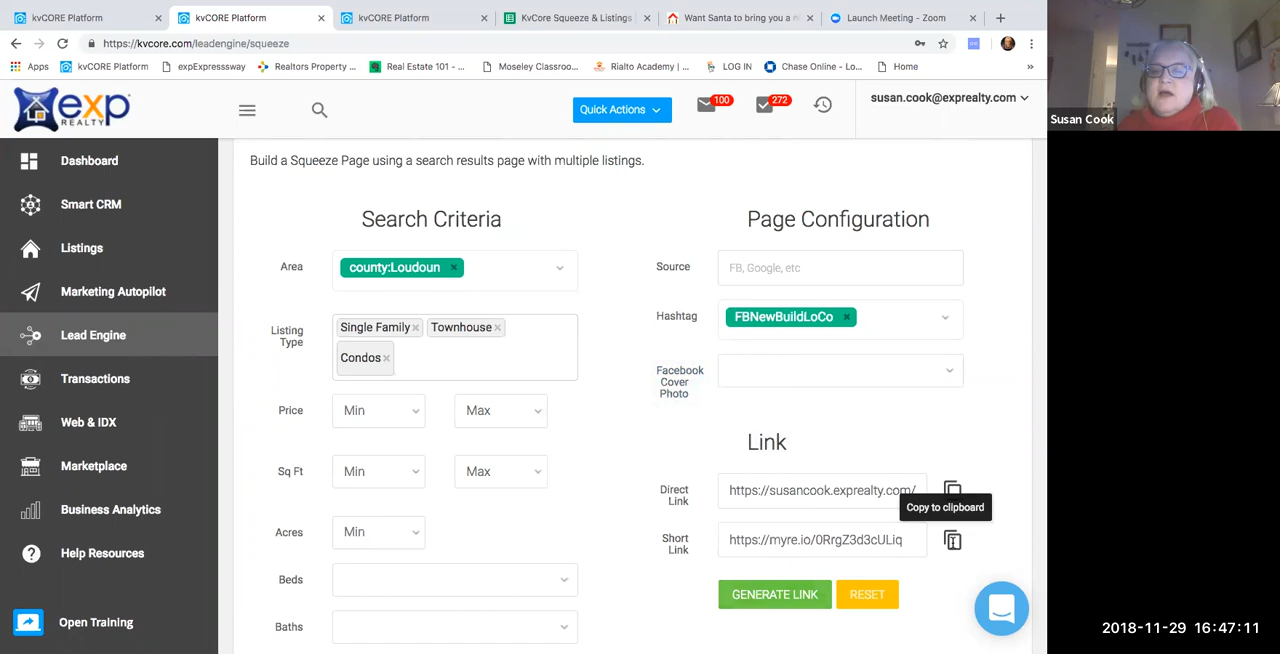 kvCORE Platform
kvCORE Platform
kvCORE Platform
KvCore Squeeze & Listings
Want Santa to bring you a
Launch Meeting - Zoom
https://kvcore.com/leadengine/squeeze
Apps
kvCORE Platform
expExpresssway
Realtors Property ...
Real Estate 101 - ...
Moseley Classroo...
Rialto Academy | ...
LOG IN
Chase Online - Lo...
Home
»
exp
REALTY
Quick Actions
100
272
susan.cook@exprealty.com
Susan Cook
Dashboard
Smart CRM
Listings
Marketing Autopilot
Lead Engine
Transactions
Web & IDX
Marketplace
Business Analytics
Help Resources
Open Training
Build a Squeeze Page using a search results page with multiple listings.
Search Criteria
Area
county:Loudoun ×
Listing
Type
Single Family × Townhouse ×
Condos ×
Price
Min
Max
Sq Ft
Min
Max
Acres
Min
Beds
Baths
Page Configuration
Source
FB, Google, etc
Hashtag
FBNewBuildLoCo ×
Facebook
Cover
Photo
Link
Direct
Link
https://susancook.exprealty.com/
Copy to clipboard
Short
Link
https://myre.io/0RrgZ3d3cULiq
GENERATE LINK
RESET
2018-11-29 16:47:11